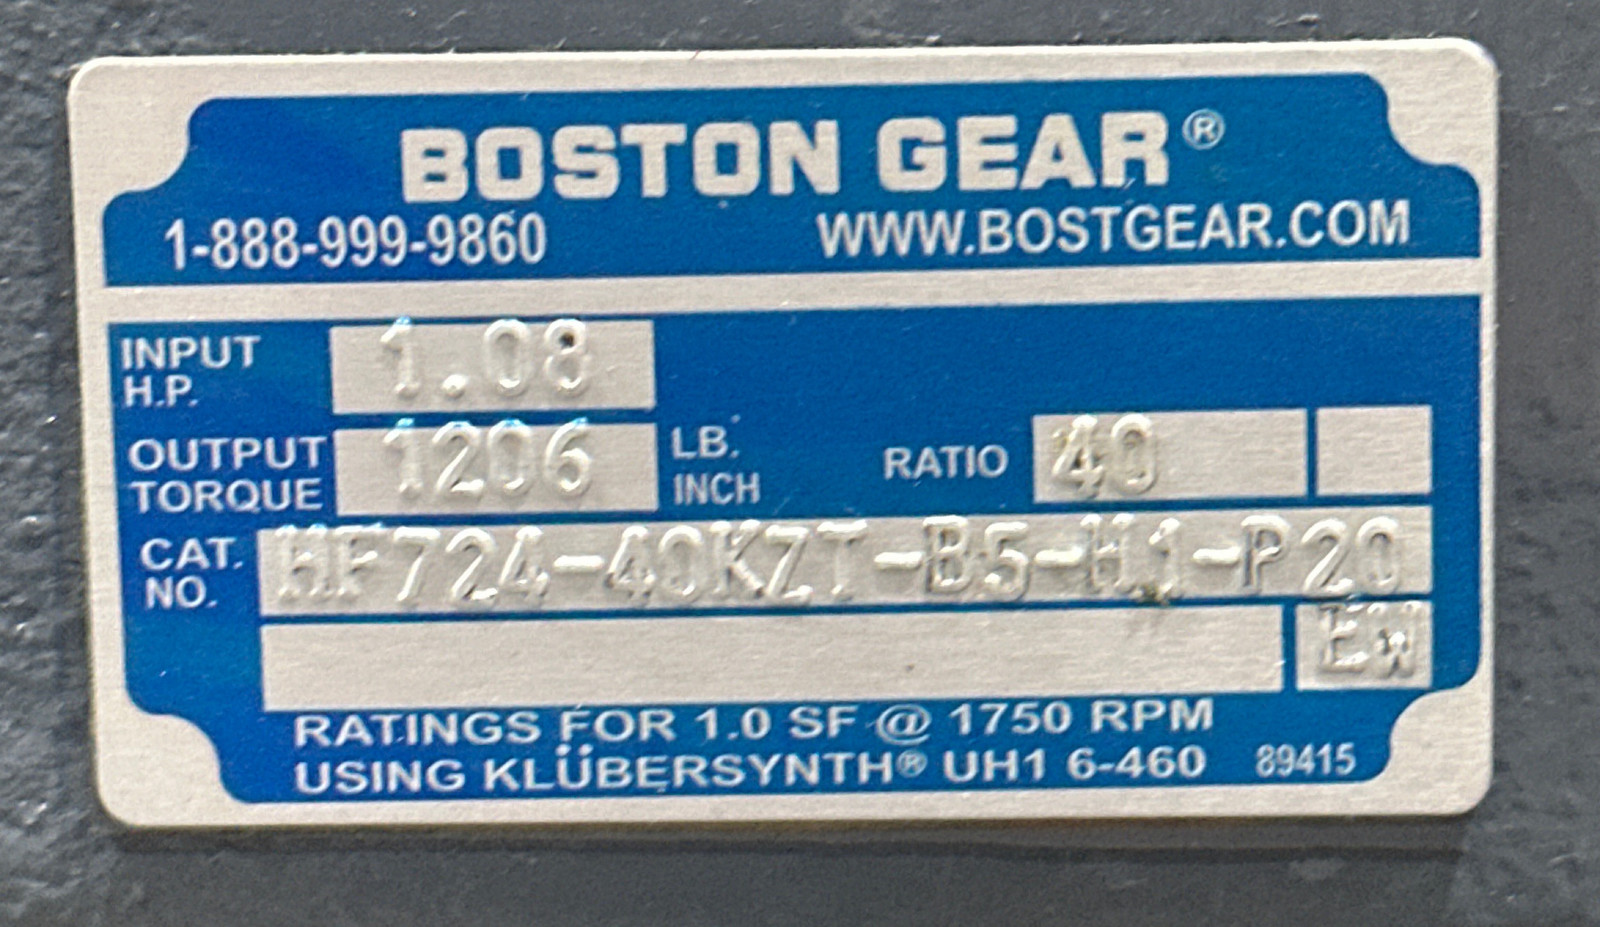 BOSTON GEAR®
1-888-999-9860 WWW.BOSTGEAR.COM
INPUT H.P. 1.08
OUTPUT TORQUE 1206 LB. INCH RATIO 40
CAT. NO. HF724-40KZT-B5-H1-P20
EW
RATINGS FOR 1.0 SF @ 1750 RPM
USING KLÜBERSYNTH® UH1 6-460 89415